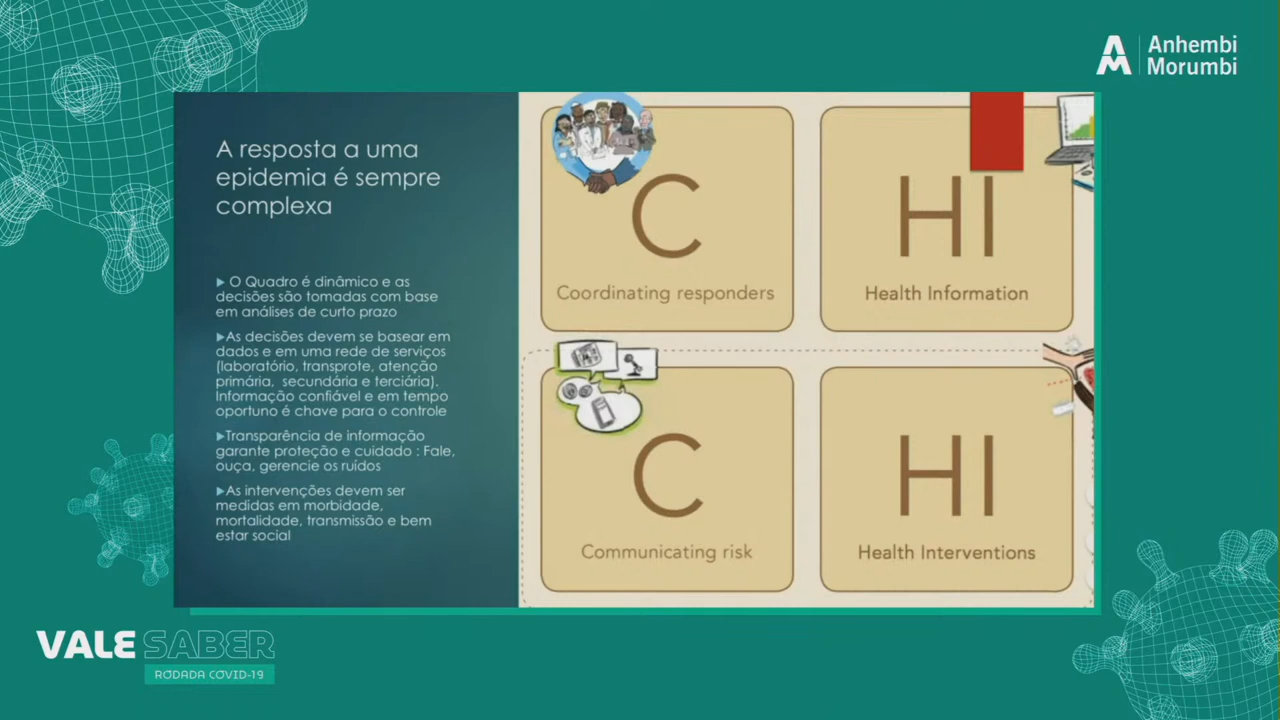 Anhembi
Morumbi
A resposta a uma
epidemia é sempre
complexa
O Quadro é dinâmico e as
decisões são tomadas com base
em análises de curto prazo
As decisões devem se basear em
dados e em uma rede de serviços
(laboratório, transprote, atenção
primária, secundária e terciária).
Informação confiável e em tempo
oportuno é chave para o controle
Transparência de informação
garante proteção e cuidado : Fale,
ouça, gerencie os ruídos
As intervenções devem ser
medidas em morbidade,
mortalidade, transmissão e bem
estar social
C
Coordinating responders
HI
Health Information
C
Communicating risk
HI
Health Interventions
VALE SABER
RODADA COVID-19